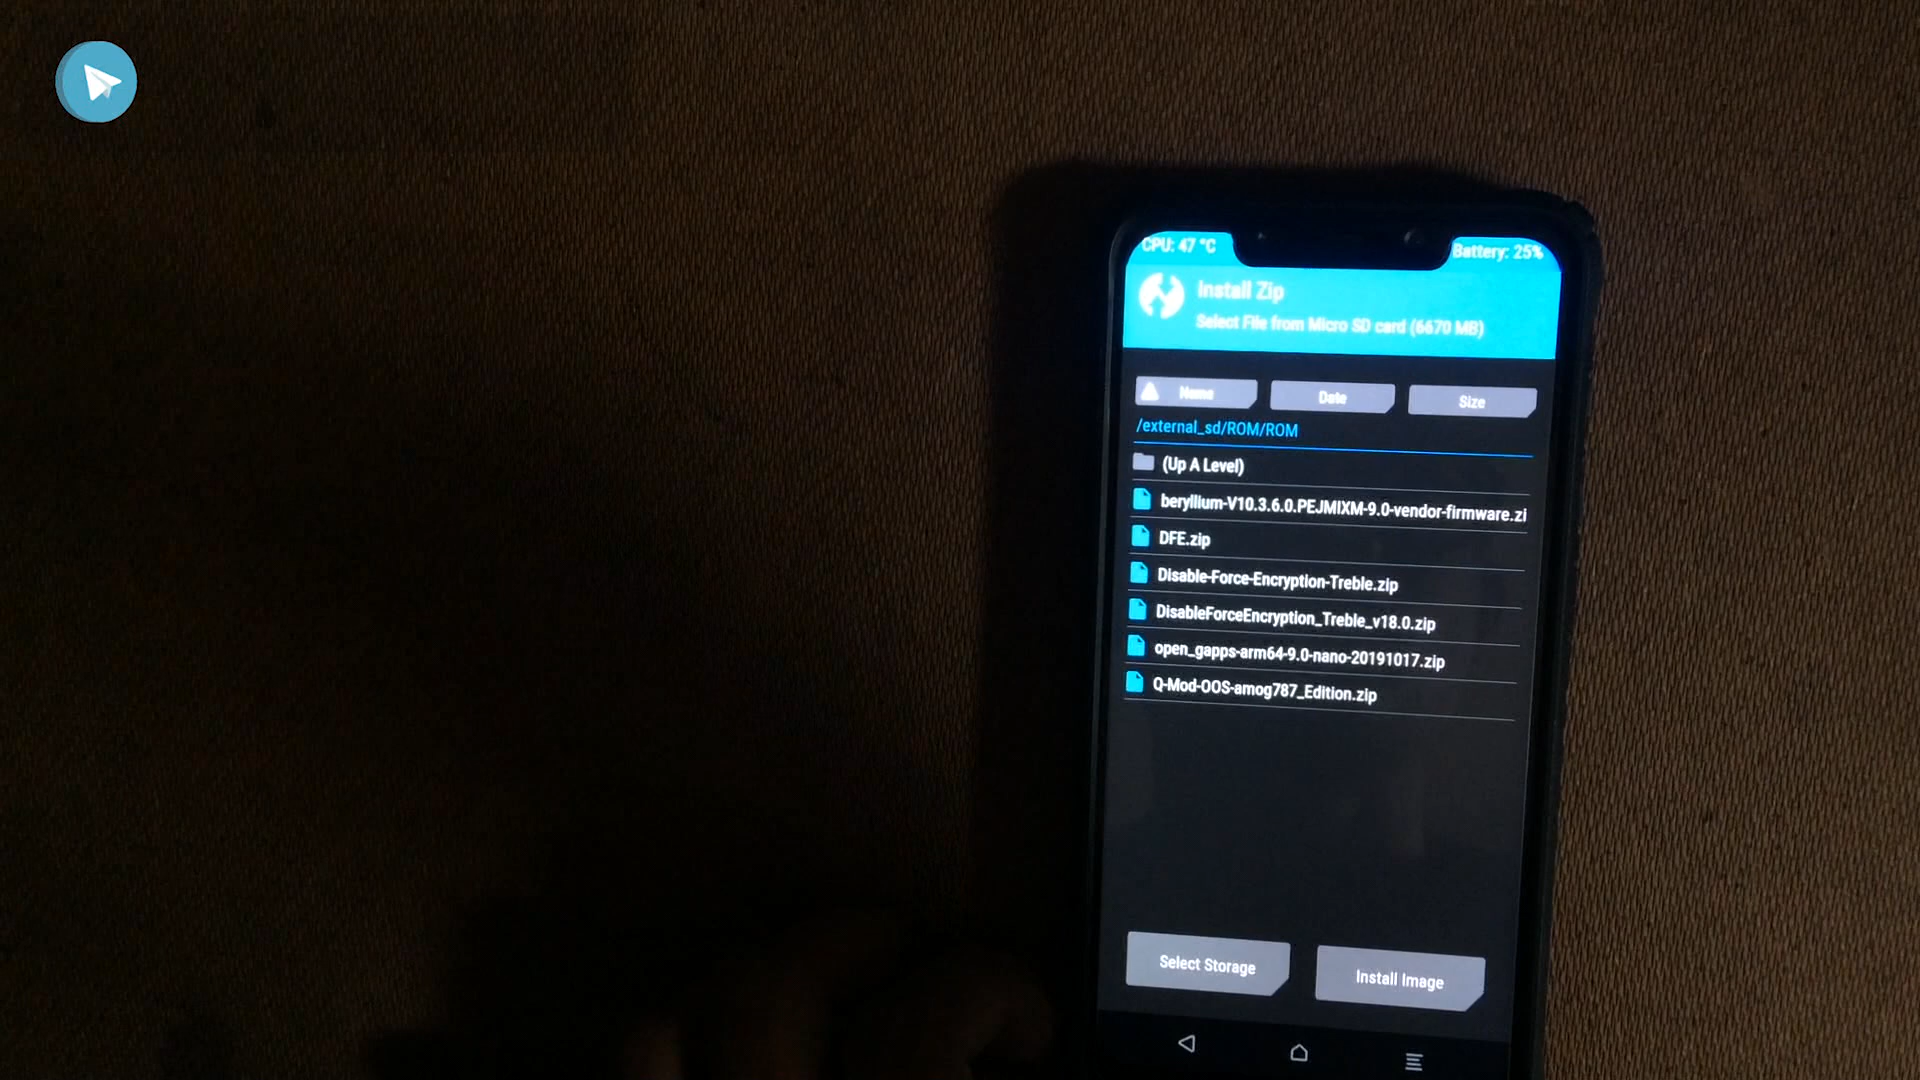 CPU: 47 °C
Battery: 25%
Install Zip
Select File from Micro SD card (6670 MB)
Name Date Size
/external_sd/ROM/ROM
(Up A Level)
beryllium-V10.3.6.0.PEJMIXM-9.0-vendor-firmware.zi
DFE.zip
Disable-Force-Encryption-Treble.zip
DisableForceEncryption_Treble_v18.0.zip
open_gapps-arm64-9.0-nano-20191017.zip
Q-Mod-OOS-amog787_Edition.zip
Select Storage
Install Image